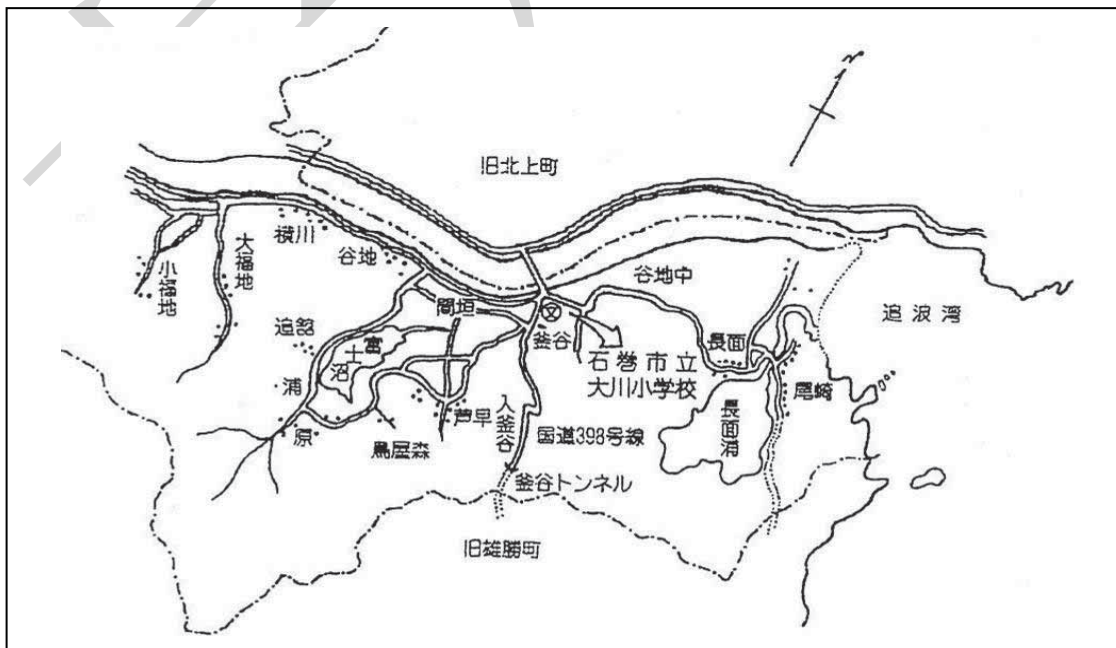 旧北上町
横川
谷地
大福地
小福地
谷地中
追浪湾
間垣
釜谷
石巻市立
大川小学校
長面
尾崎
富士沼
浦
原
芦早
鳥屋森
入釜谷
国道398号線
長面浦
釜谷トンネル
旧雄勝町
文